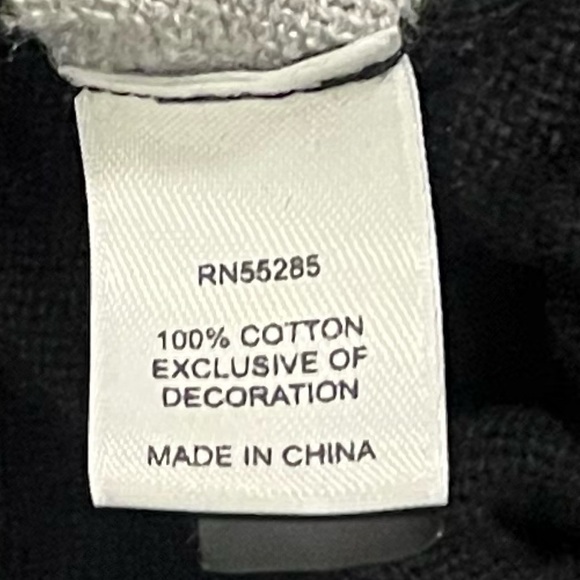 RN55285
100% COTTON
EXCLUSIVE OF
DECORATION
MADE IN CHINA